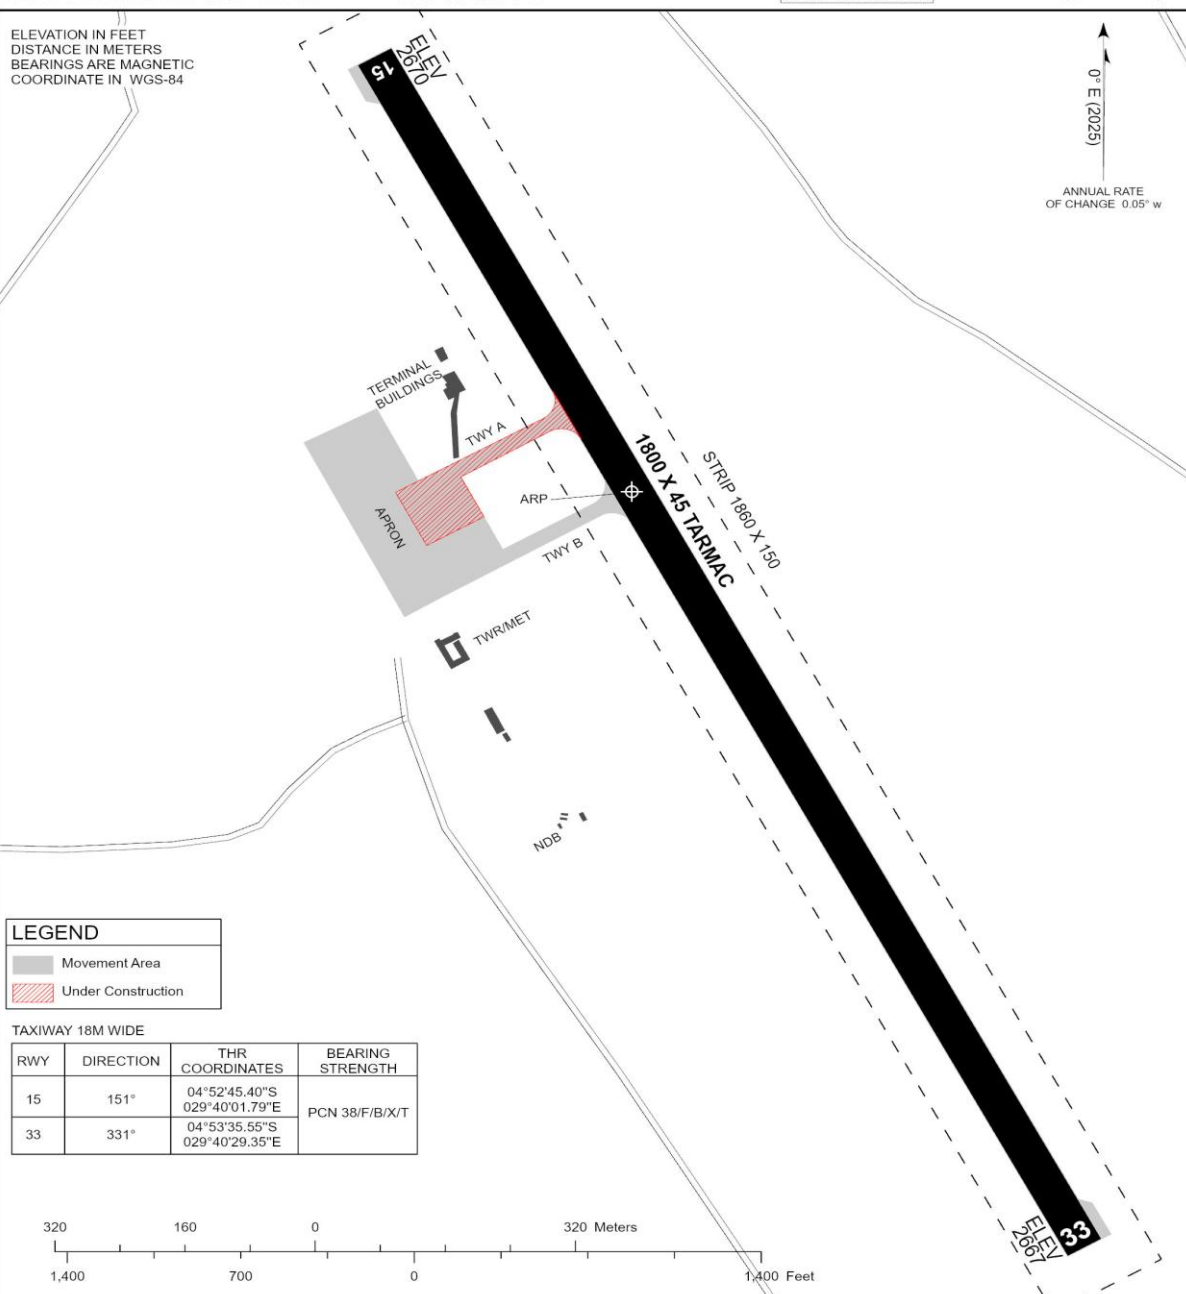 ELEVATION IN FEET
DISTANCE IN METERS
BEARINGS ARE MAGNETIC
COORDINATE IN WGS-84
15
ELEV
2670
0° E (2025)
ANNUAL RATE
OF CHANGE 0.05° w
TERMINAL
BUILDINGS
TWY A
APRON
ARP
TWY B
1800 X 45 TARMAC
STRIP 1860 X 150
TWR/MET
NDB
LEGEND
Movement Area
Under Construction
TAXIWAY 18M WIDE
RWY DIRECTION THR COORDINATES BEARING STRENGTH
15 151° 04°52'45.40"S 029°40'01.79"E PCN 38/F/B/X/T
33 331° 04°53'35.55"S 029°40'29.35"E
ELEV
2667
33
320 160 0 320 Meters
1,400 700 0 1,400 Feet